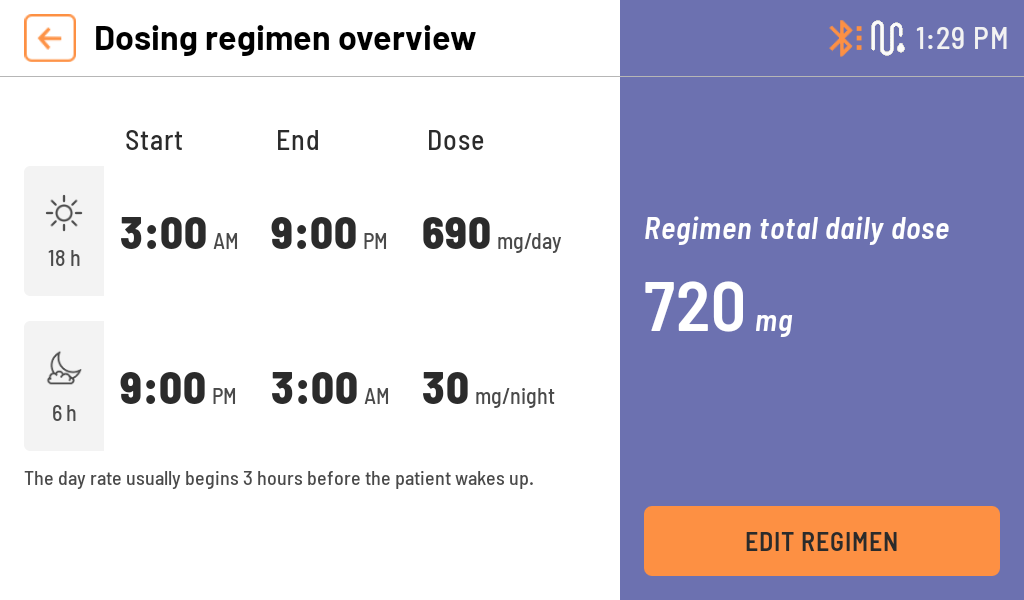 Dosing regimen overview
1:29 PM
Start End Dose
18 h 3:00 AM 9:00 PM 690 mg/day
6 h 9:00 PM 3:00 AM 30 mg/night
The day rate usually begins 3 hours before the patient wakes up.
Regimen total daily dose
720 mg
EDIT REGIMEN